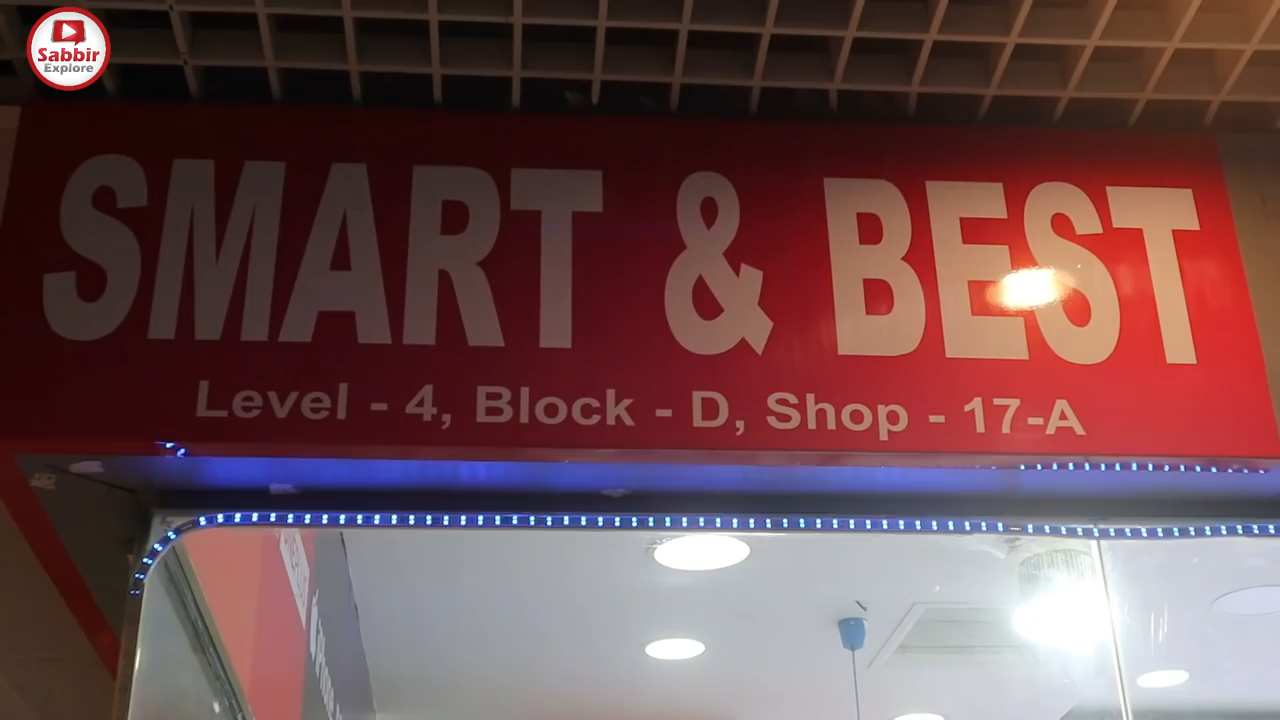 Sabbir
Explore
SMART & BEST
Level - 4, Block - D, Shop - 17-A